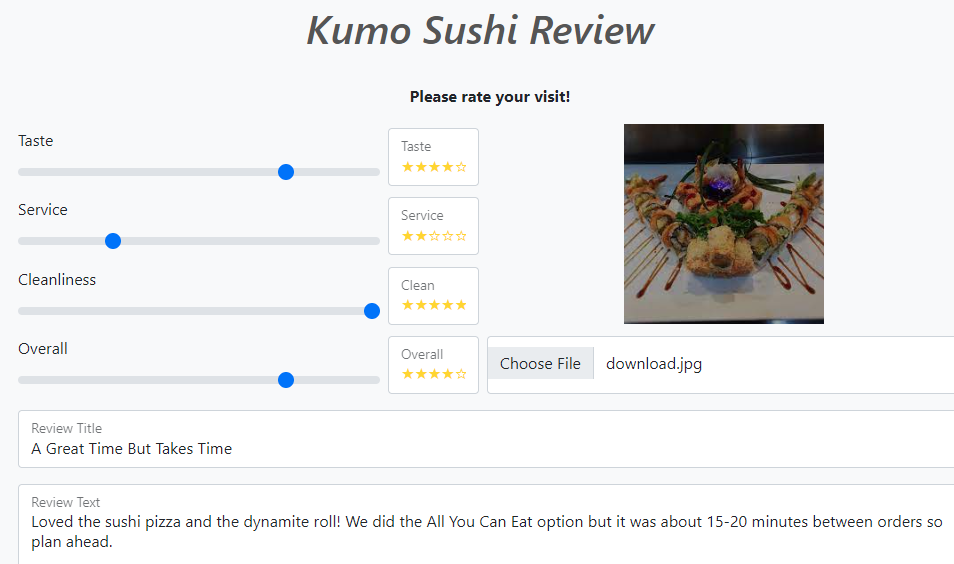 Kumo Sushi Review
Please rate your visit!
Taste
Taste
★★★★☆
Service
Service
★★☆☆☆
Cleanliness
Clean
★★★★★
Overall
Overall
★★★★☆
Choose File download.jpg
Review Title
A Great Time But Takes Time
Review Text
Loved the sushi pizza and the dynamite roll! We did the All You Can Eat option but it was about 15-20 minutes between orders so
plan ahead.